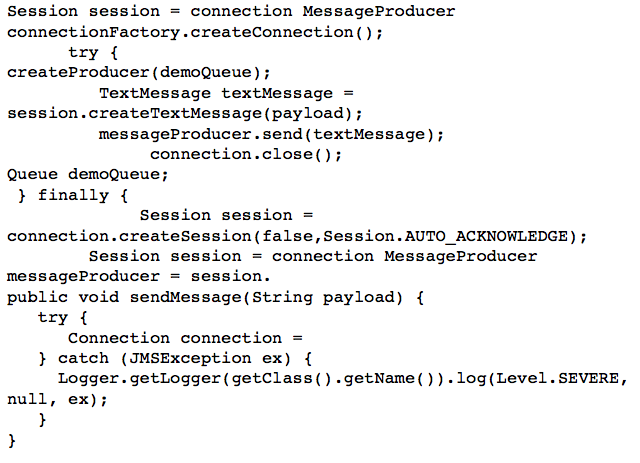 Session session = connection MessageProducer
connectionFactory.createConnection();
try {
createProducer(demoQueue);
TextMessage textMessage =
session.createTextMessage(payload);
messageProducer.send(textMessage);
connection.close();
Queue demoQueue;
} finally {
Session session =
connection.createSession(false,Session.AUTO_ACKNOWLEDGE);
Session session = connection MessageProducer
messageProducer = session.
public void sendMessage(String payload) {
try {
Connection connection =
} catch (JMSException ex) {
Logger.getLogger(getClass().getName()).log(Level.SEVERE,
null, ex);
}
}